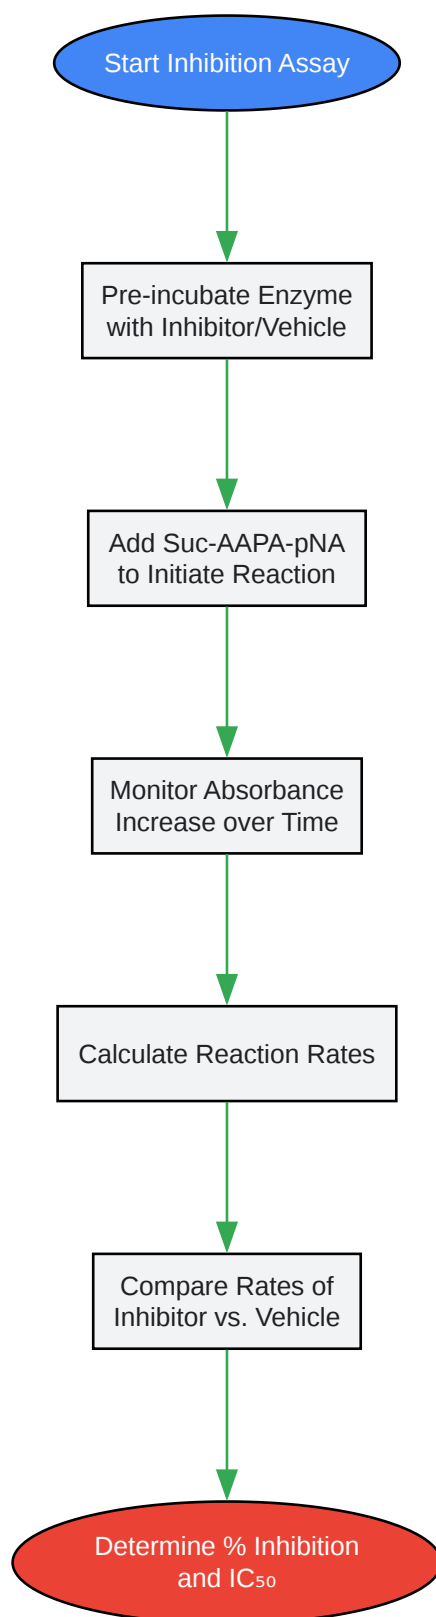 Start Inhibition Assay
Pre-incubate Enzyme
with Inhibitor/Vehicle
Add Suc-AAPA-pNA
to Initiate Reaction
Monitor Absorbance
Increase over Time
Calculate Reaction Rates
Compare Rates of
Inhibitor vs. Vehicle
Determine % Inhibition
and IC₅₀